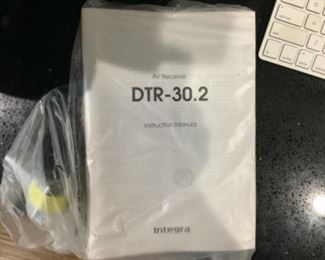 AV Receiver
DTR-30.2
Instruction Manual
Integra